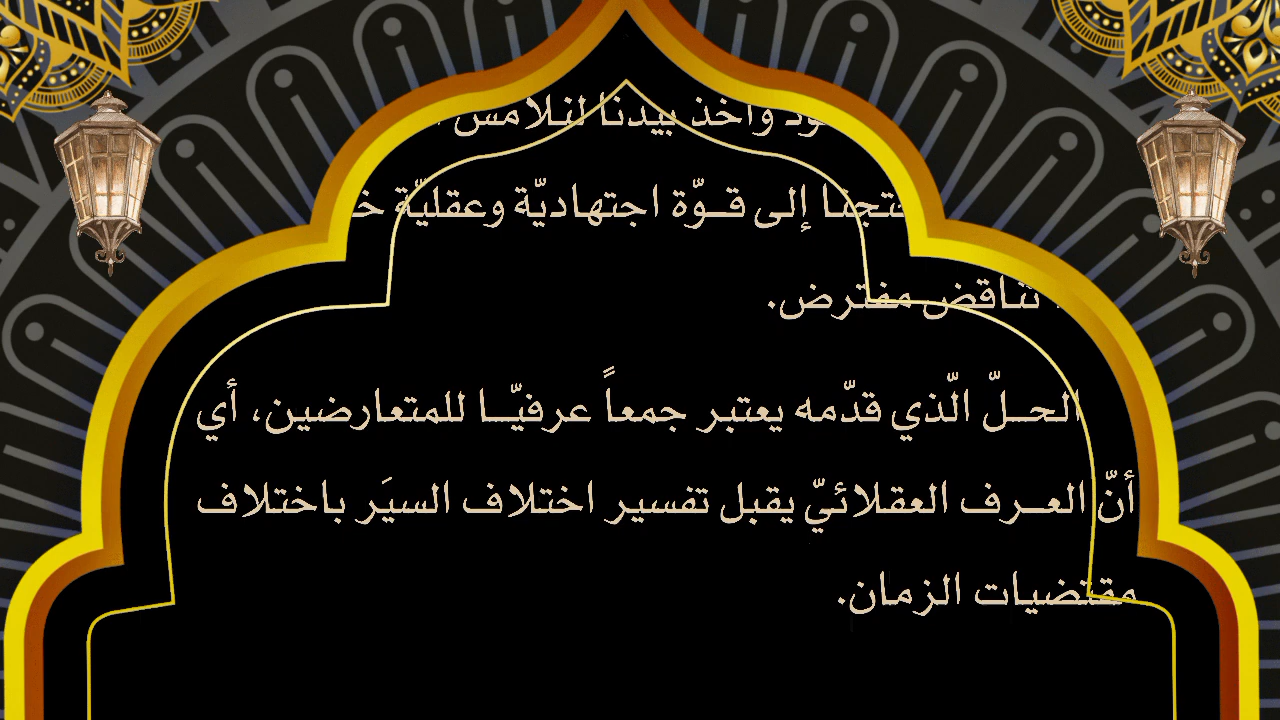 وأخذ بيدنا لنلامس
إلى قـوّة اجتهاديّة وعقليّة
تناقض مفترض.
الحـلّ الّذي قدّمه يعتبر جمعاً عرفيّـا للمتعارضين، أي
أنّ العـرف العقلائيّ يقبل تفسير اختلاف السيَر باختلاف
مقتضيات الزمان.